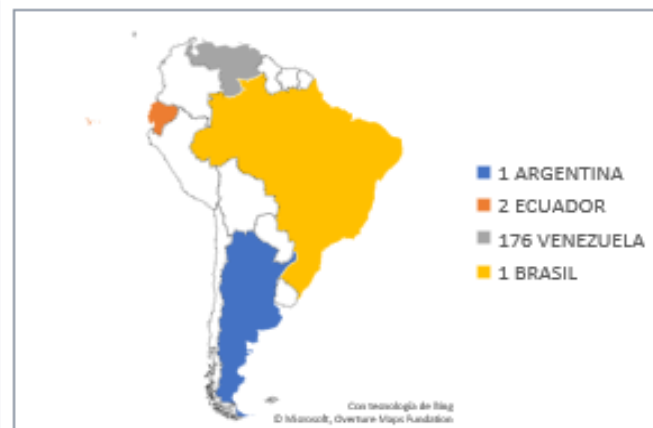 1 ARGENTINA
2 ECUADOR
176 VENEZUELA
1 BRASIL
Con tecnología de Bing
© Microsoft, Overture Maps Fundation